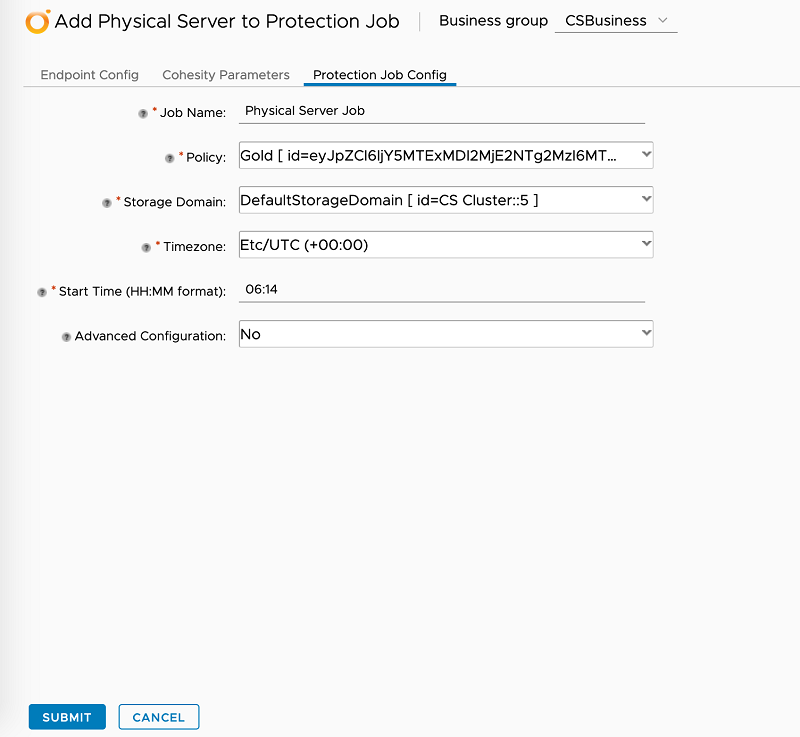 Add Physical Server to Protection Job Business group CSBusiness
Endpoint Config Cohesity Parameters Protection Job Config
* Job Name: Physical Server Job
* Policy: Gold [ id=eyJpZCI6IjY5MTExMDI2MjE2NTg2MzI6MT...
* Storage Domain: DefaultStorageDomain [ id=CS Cluster::5 ]
* Timezone: Etc/UTC (+00:00)
* Start Time (HH:MM format): 06:14
Advanced Configuration: No
SUBMIT CANCEL